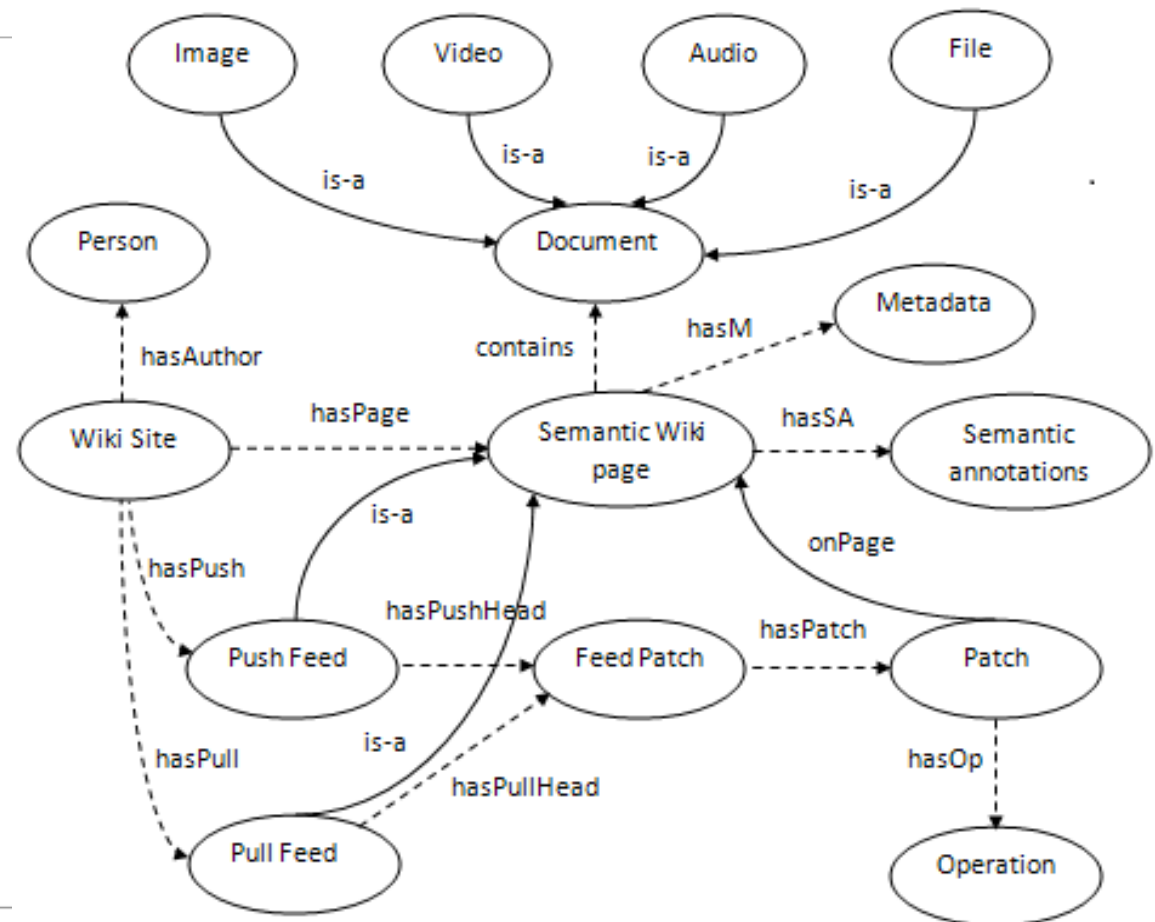 Image
Video
Audio
File
is-a
is-a
is-a
is-a
Person
Document
Metadata
hasM
contains
hasAuthor
hasPage
hasSA
Wiki Site
Semantic Wiki
page
Semantic
annotations
is-a
onPage
hasPush
hasPushHead
hasPatch
Push Feed
Feed Patch
Patch
is-a
hasPull
hasOp
hasPullHead
Pull Feed
Operation